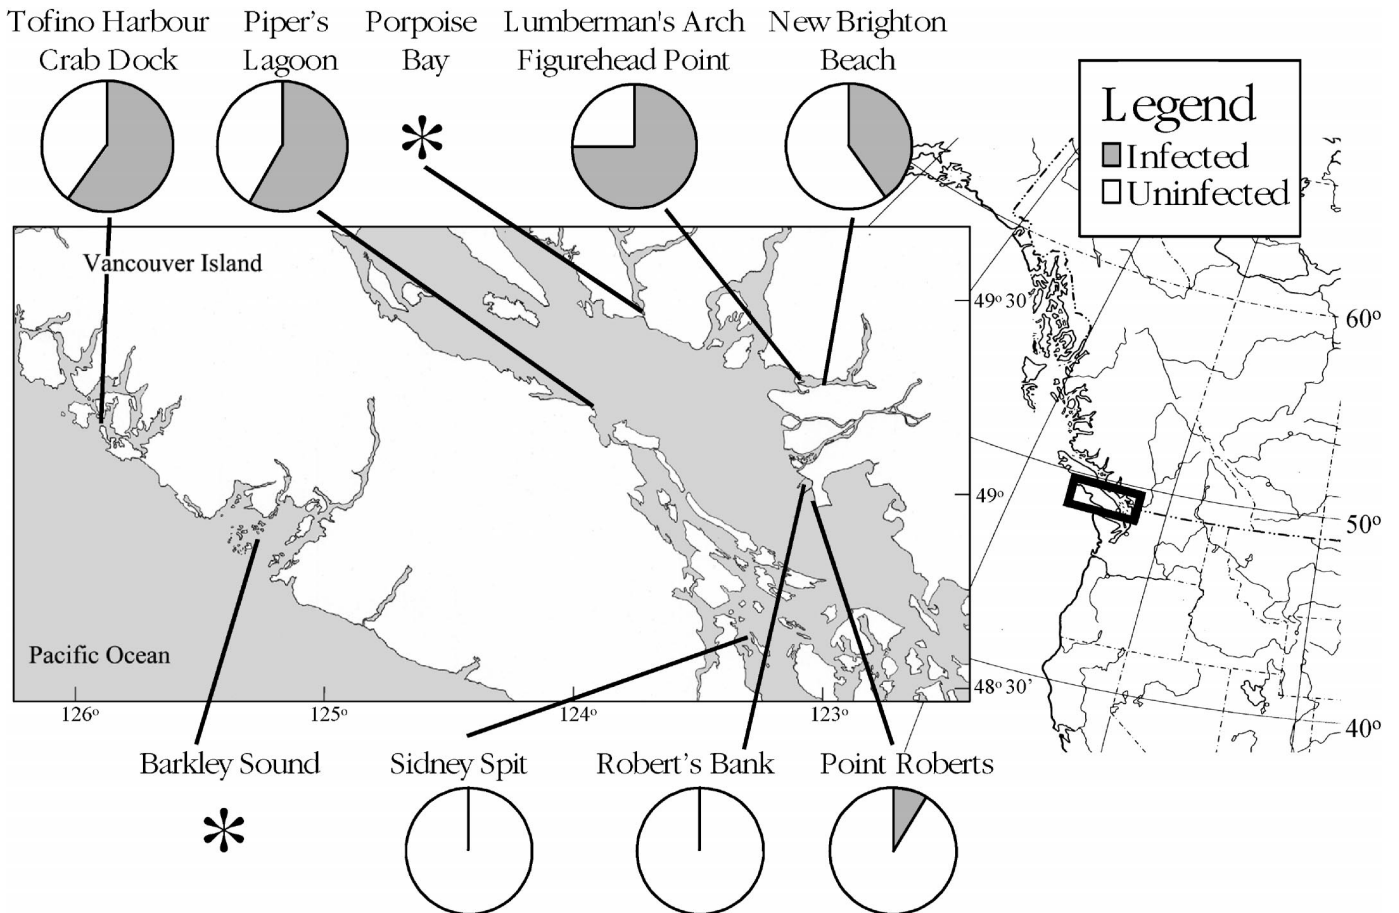 Tofino Harbour
Crab Dock
Piper's
Lagoon
Porpoise
Bay
*
Lumberman's Arch
Figurehead Point
New Brighton
Beach
Legend
Infected
Uninfected
Vancouver Island
Pacific Ocean
49° 30'
49°
48° 30'
126°
125°
124°
123°
60°
50°
40°
Barkley Sound
*
Sidney Spit
Robert's Bank
Point Roberts